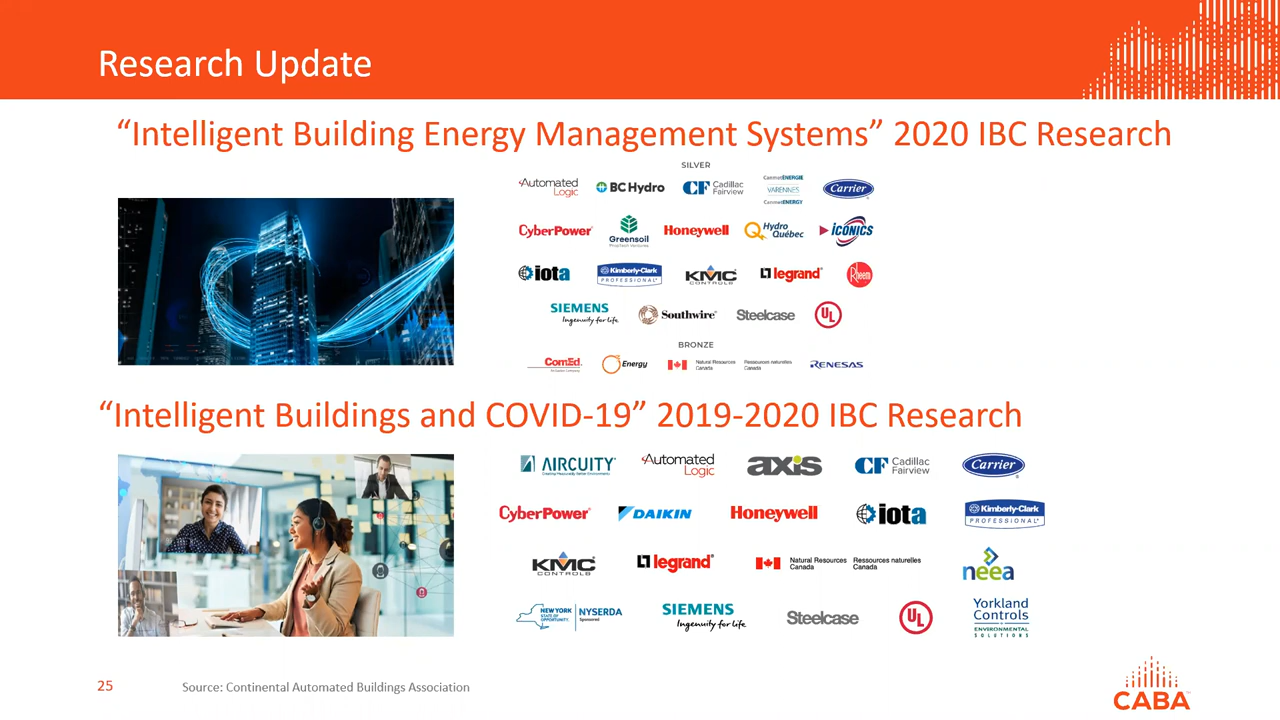 Research Update
“Intelligent Building Energy Management Systems” 2020 IBC Research
SILVER
Automated Logic
BC Hydro
CF Cadillac Fairview
CanmetÉNERGIE VARENNES CanmetENERGY
Carrier
CyberPower
Greensoil
Honeywell
Hydro Québec
ICONICS
iota
Kimberly-Clark PROFESSIONAL
KMC CONTROLS
legrand
Rheem
SIEMENS Ingenuity for life
Southwire
Steelcase
UL
BRONZE
ComEd
Energy
Natural Resources Canada Ressources naturelles Canada
RENESAS
“Intelligent Buildings and COVID-19” 2019-2020 IBC Research
AIRCUITY
Automated Logic
axis
CF Cadillac Fairview
Carrier
CyberPower
DAIKIN
Honeywell
iota
Kimberly-Clark PROFESSIONAL
KMC CONTROLS
legrand
Natural Resources Canada Ressources naturelles Canada
neea
NEW YORK STATE OF OPPORTUNITY. NYSERDA Sponsored
SIEMENS Ingenuity for life
Steelcase
UL
Yorkland Controls ENVIRONMENTAL SOLUTIONS
25
Source: Continental Automated Buildings Association
CABA